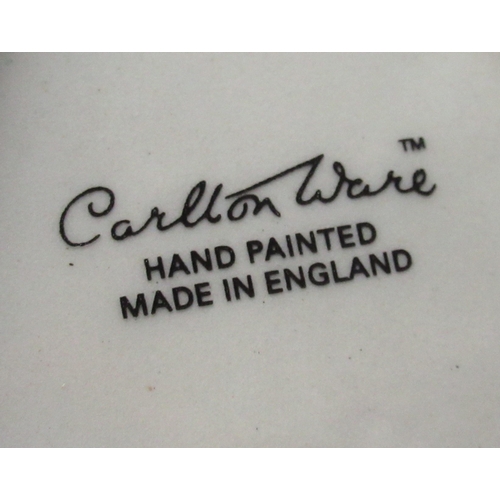 Carlton Ware™
HAND PAINTED
MADE IN ENGLAND